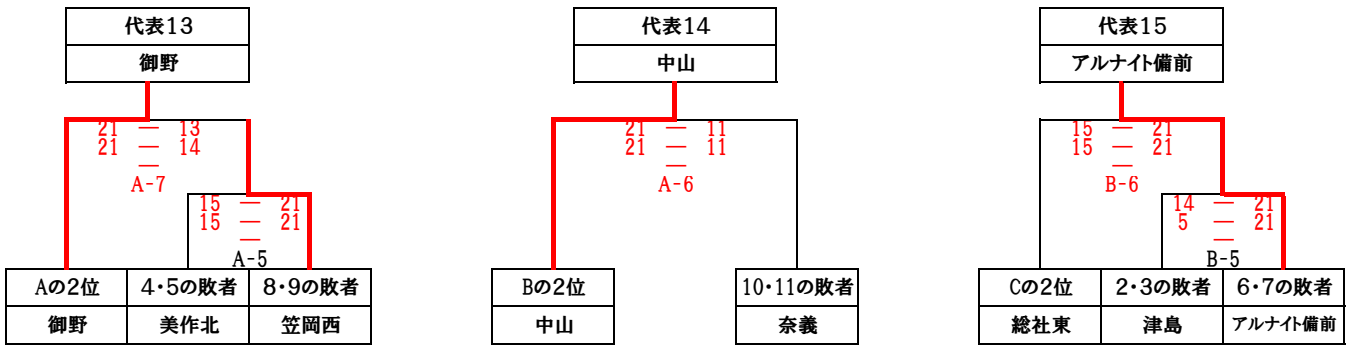 代表13
御野
21 — 13
21 — 14
—
A-7
15 — 21
15 — 21
—
A-5
Aの2位 4・5の敗者 8・9の敗者
御野 美作北 笠岡西
代表14
中山
21 — 11
21 — 11
—
A-6
Bの2位 10・11の敗者
中山 奈義
代表15
アルナイト備前
15 — 21
15 — 21
—
B-6
14 — 21
5 — 21
—
B-5
Cの2位 2・3の敗者 6・7の敗者
総社東 津島 アルナイト備前